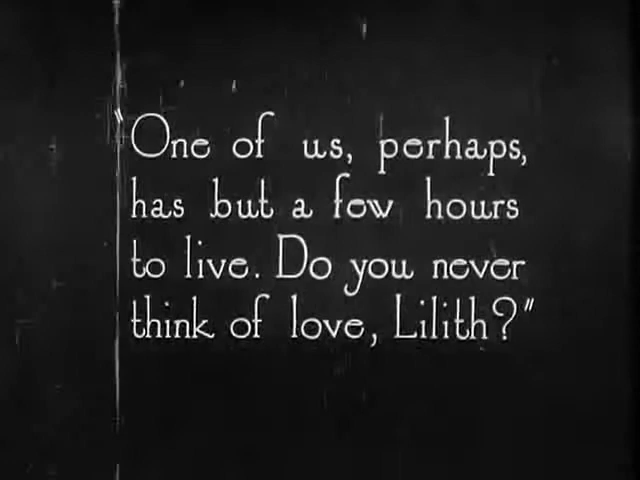 "One of us, perhaps,
has but a few hours
to live. Do you never
think of love, Lilith?"